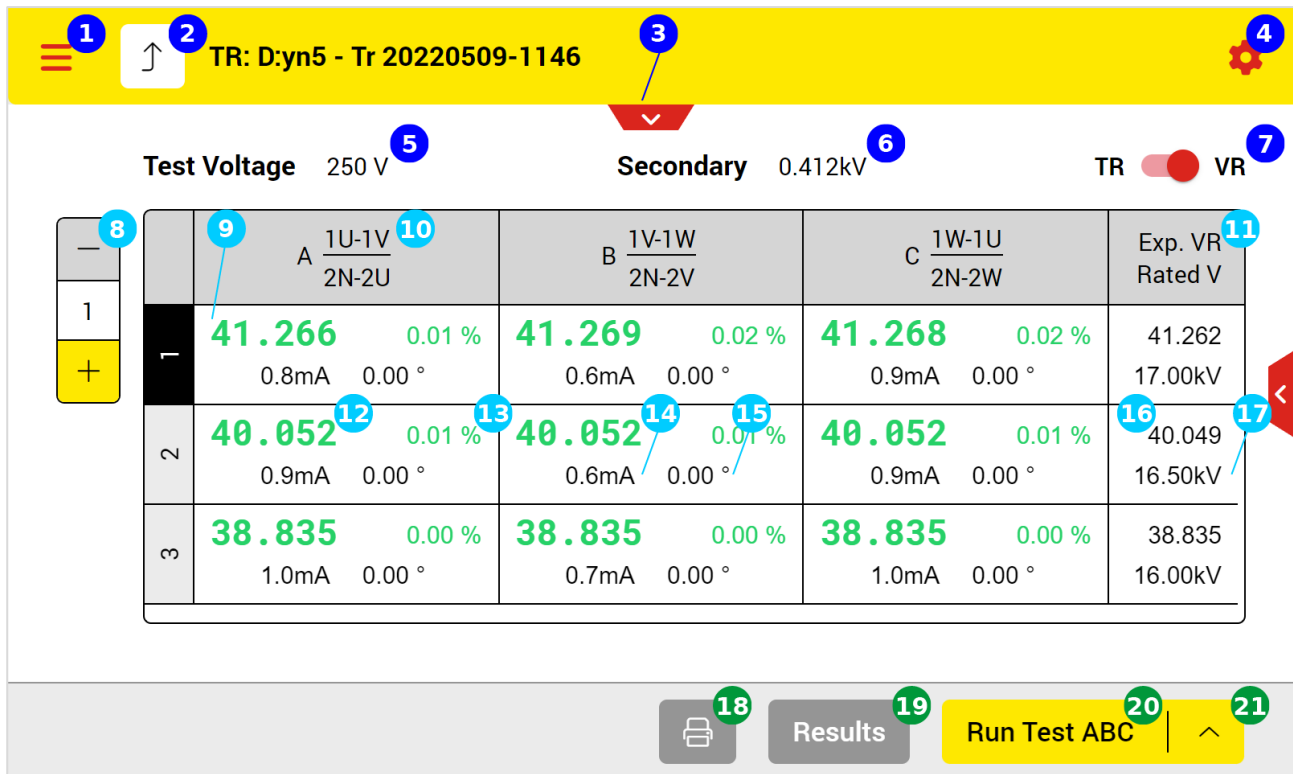 1 2 TR: D:yn5 - Tr 20220509-1146 3 4
Test Voltage 250 V 5 Secondary 0.412kV 6 TR VR 7
8 9 A 1U-1V 10 B 1V-1W C 1W-1U Exp. VR 11
2N-2U 2N-2V 2N-2W Rated V
— 1 +
1 41.266 0.01 % 41.269 0.02 % 41.268 0.02 % 41.262
0.8mA 0.00 ° 0.6mA 0.00 ° 0.9mA 0.00 ° 17.00kV
12 13 14 15 16 17
2 40.052 0.01 % 40.052 0.01 % 40.052 0.01 % 40.049
0.9mA 0.00 ° 0.6mA 0.00 ° 0.9mA 0.00 ° 16.50kV
3 38.835 0.00 % 38.835 0.00 % 38.835 0.00 % 38.835
1.0mA 0.00 ° 0.7mA 0.00 ° 1.0mA 0.00 ° 16.00kV
18 Results 19 Run Test ABC 20 21